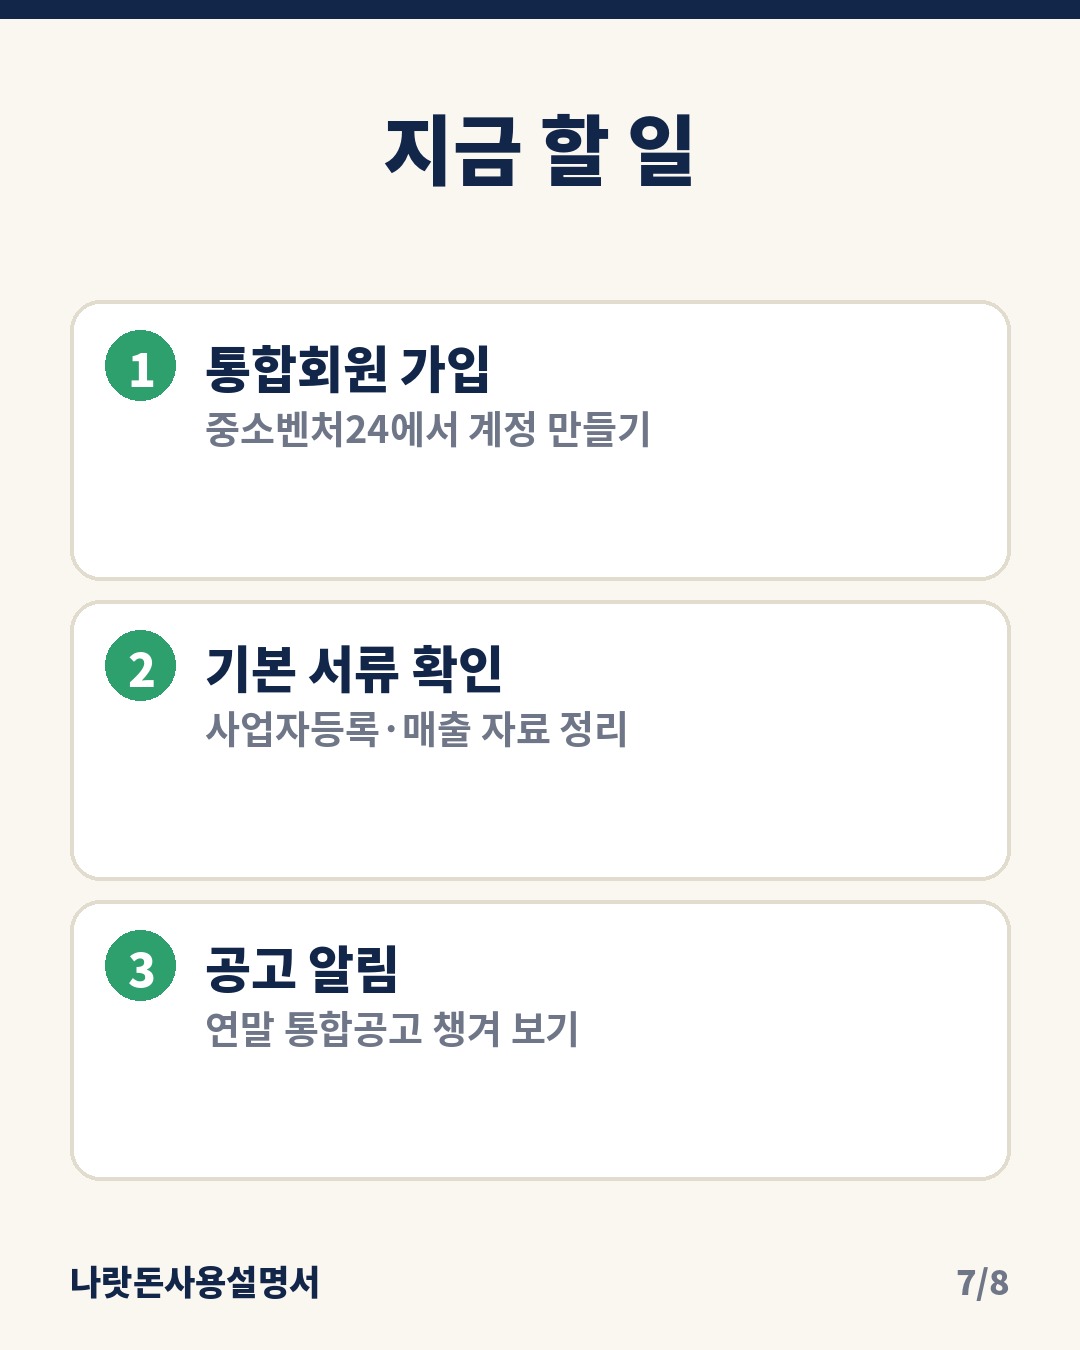 지금 할 일
1 통합회원 가입
중소벤처24에서 계정 만들기
2 기본 서류 확인
사업자등록·매출 자료 정리
3 공고 알림
연말 통합공고 챙겨 보기
나랏돈사용설명서 7/8